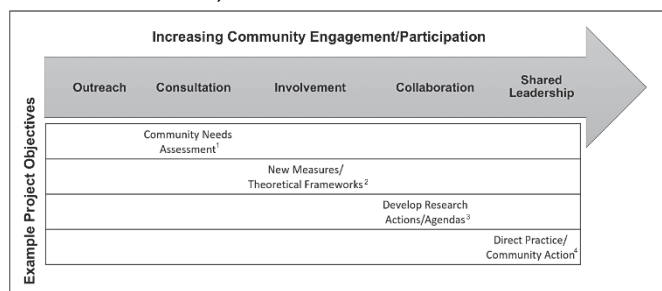 Increasing Community Engagement/Participation
Outreach Consultation Involvement Collaboration Shared
Leadership
Example Project Objectives
Community Needs
Assessment¹
New Measures/
Theoretical Frameworks²
Develop Research
Actions/Agendas³
Direct Practice/
Community Action⁴